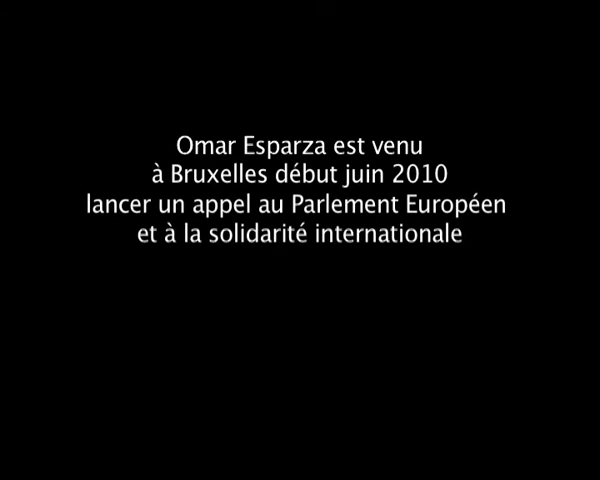 Omar Esparza est venu
à Bruxelles début juin 2010
lancer un appel au Parlement Européen
et à la solidarité internationale